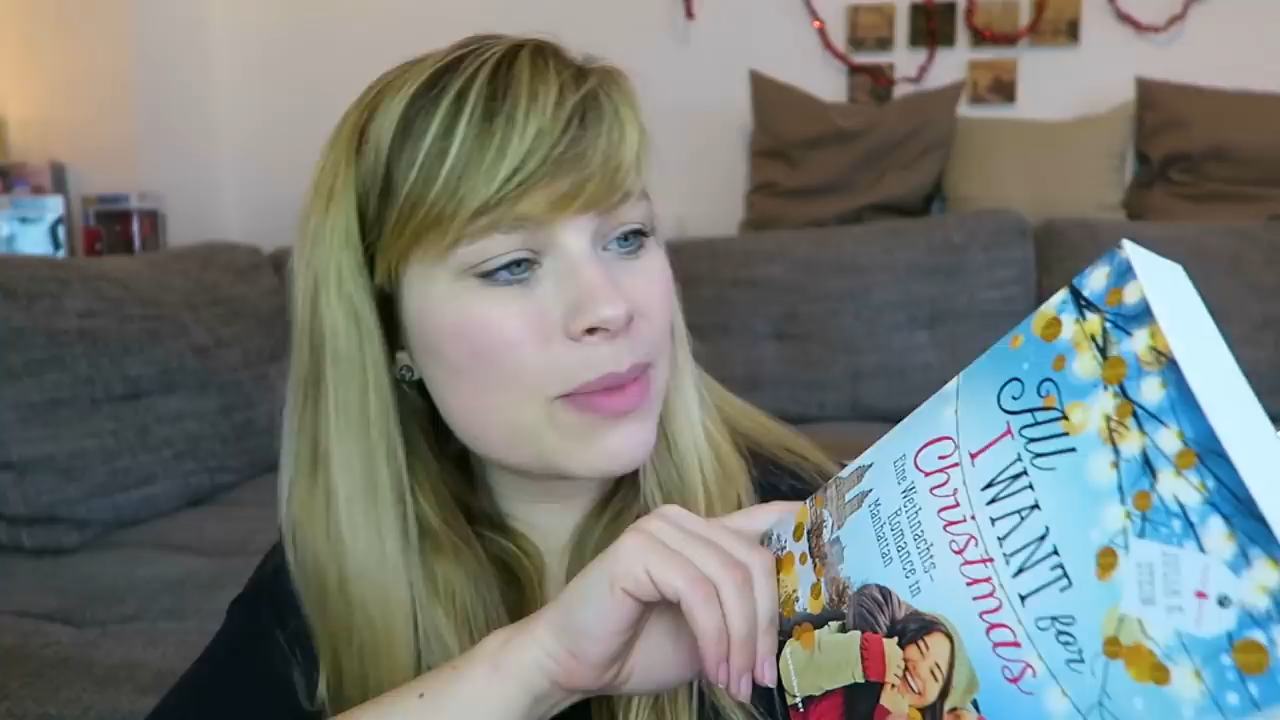 All
I WANT for
Christmas
Eine Weihnachts-
Romance in
Manhattan